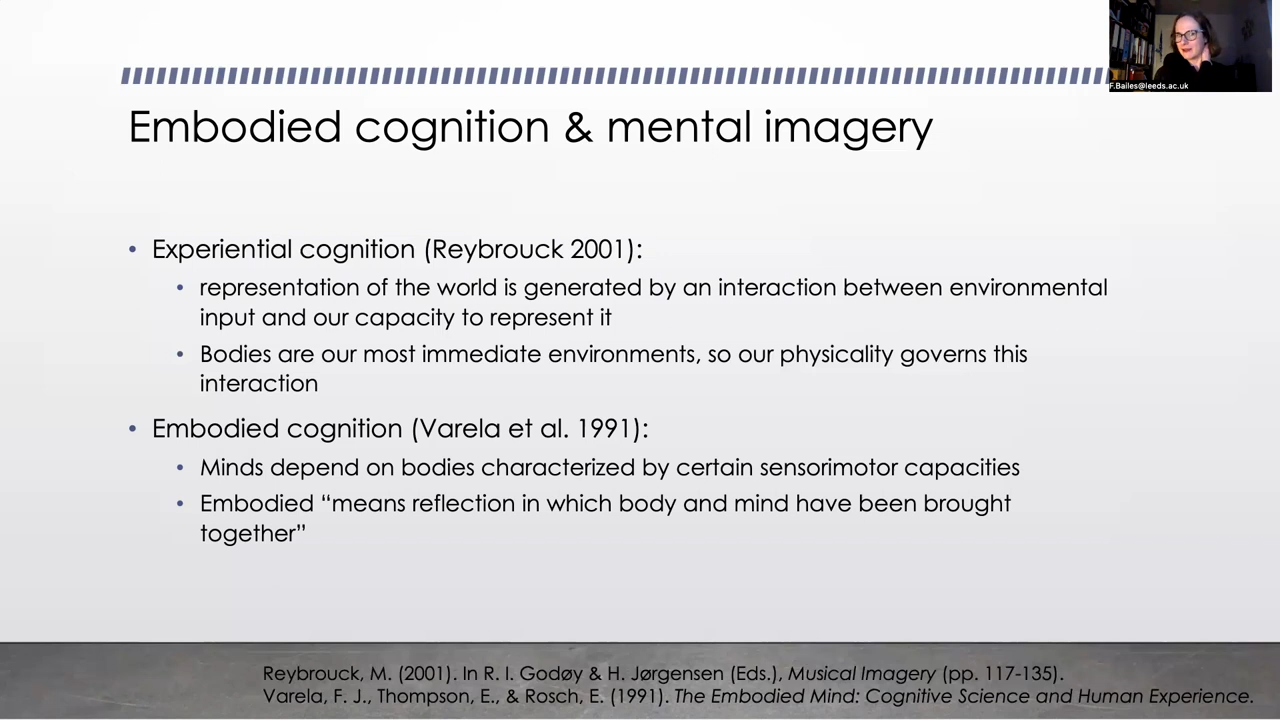 F.Bailes@leeds.ac.uk
Embodied cognition & mental imagery
• Experiential cognition (Reybrouck 2001):
• representation of the world is generated by an interaction between environmental
input and our capacity to represent it
• Bodies are our most immediate environments, so our physicality governs this
interaction
• Embodied cognition (Varela et al. 1991):
• Minds depend on bodies characterized by certain sensorimotor capacities
• Embodied “means reflection in which body and mind have been brought
together”
Reybrouck, M. (2001). In R. I. Godøy & H. Jørgensen (Eds.), Musical Imagery (pp. 117-135).
Varela, F. J., Thompson, E., & Rosch, E. (1991). The Embodied Mind: Cognitive Science and Human Experience.